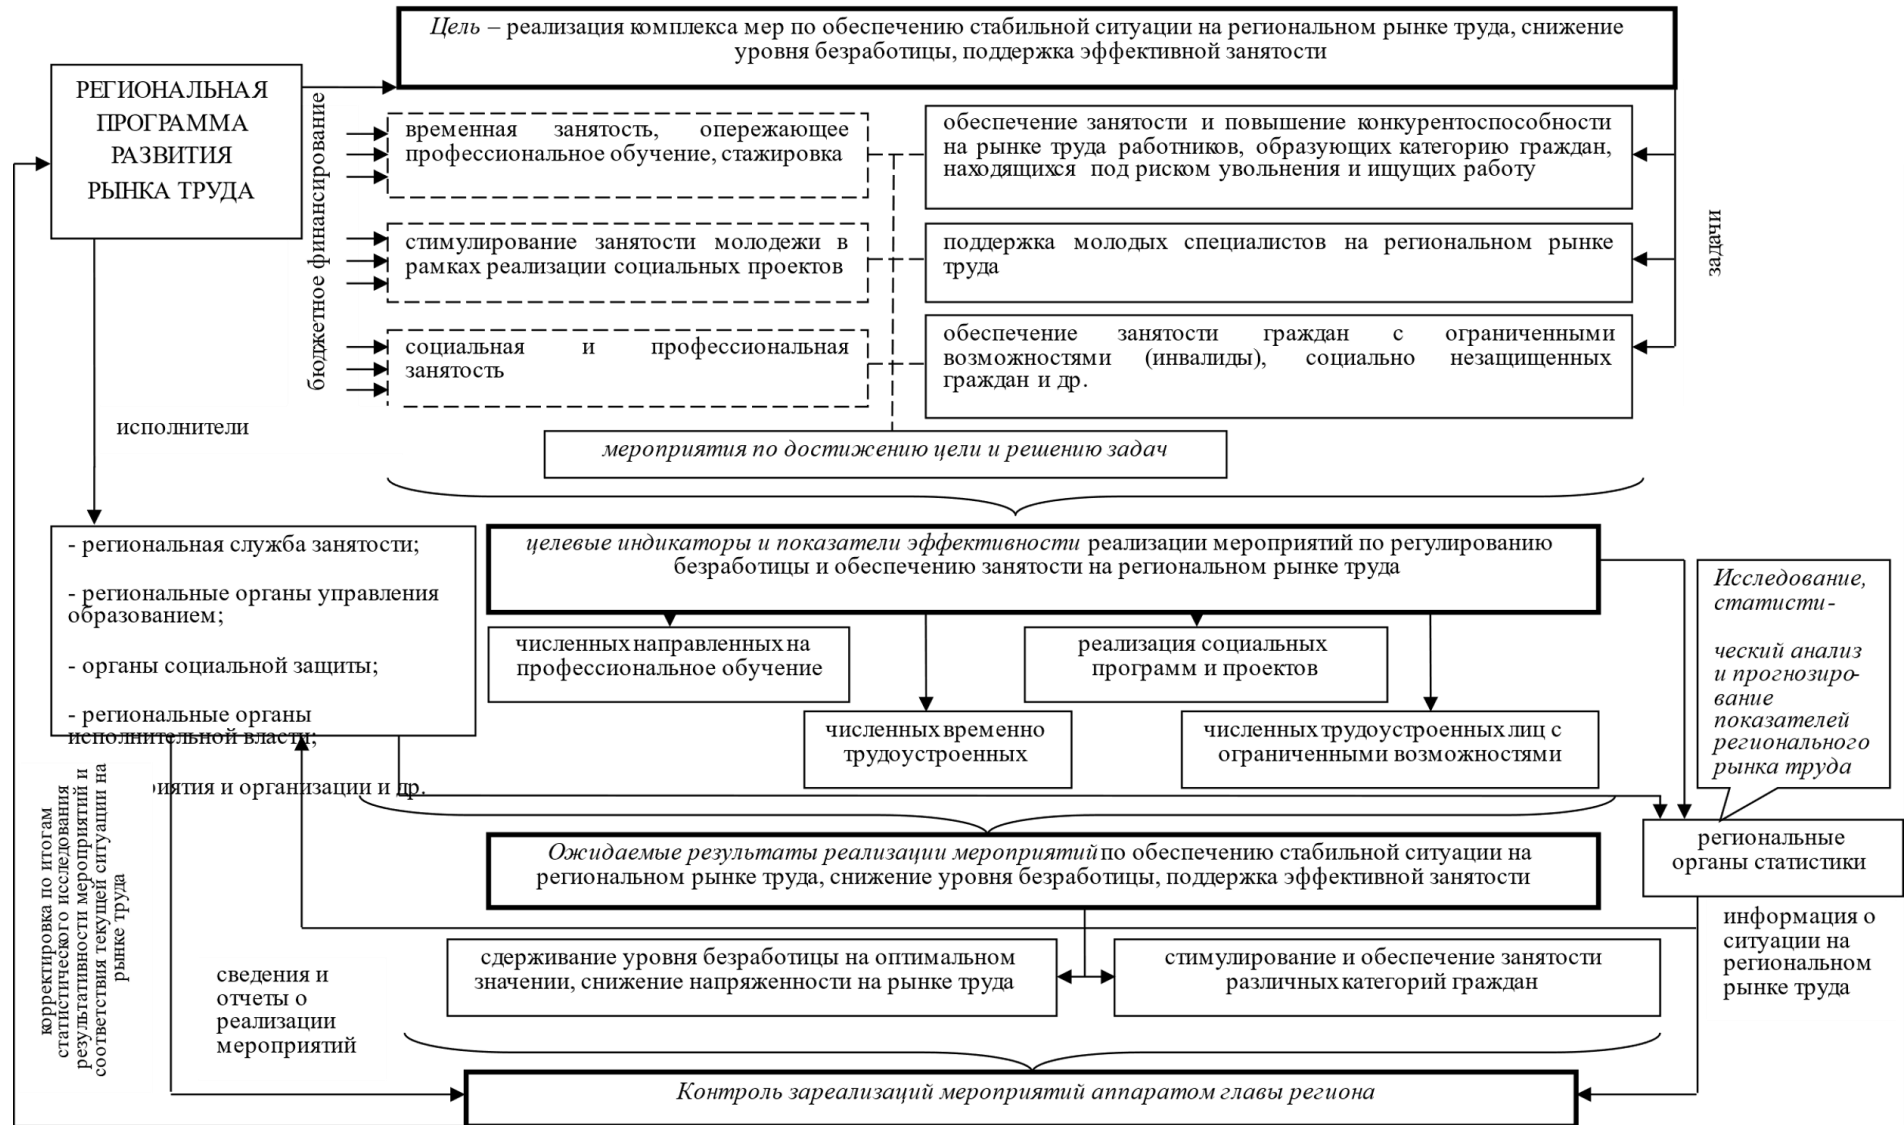 Цель – реализация комплекса мер по обеспечению стабильной ситуации на региональном рынке труда, снижение
уровня безработицы, поддержка эффективной занятости
РЕГИОНАЛЬНАЯ
ПРОГРАММА
РАЗВИТИЯ
РЫНКА ТРУДА
бюджетное финансирование
временная занятость, опережающее
профессиональное обучение, стажировка
обеспечение занятости и повышение конкурентоспособности
на рынке труда работников, образующих категорию граждан,
находящихся под риском увольнения и ищущих работу
стимулирование занятости молодежи в
рамках реализации социальных проектов
поддержка молодых специалистов на региональном рынке
труда
задачи
социальная и профессиональная
занятость
обеспечение занятости граждан с ограниченными
возможностями (инвалиды), социально незащищенных
граждан и др.
исполнители
мероприятия по достижению цели и решению задач
- региональная служба занятости;
- региональные органы управления
образованием;
- органы социальной защиты;
- региональные органы
исполнительной власти;
иятия и организации и др.
целевые индикаторы и показатели эффективности реализации мероприятий по регулированию
безработицы и обеспечению занятости на региональном рынке труда
численных направленных на
профессиональное обучение
реализация социальных
программ и проектов
численных временно
трудоустроенных
численных трудоустроенных лиц с
ограниченными возможностями
Исследование,
статисти-
ческий анализ
и прогнозиро-
вание
показателей
регионального
рынка труда
региональные
органы статистики
Ожидаемые результаты реализации мероприятий по обеспечению стабильной ситуации на
региональном рынке труда, снижение уровня безработицы, поддержка эффективной занятости
корректировка по итогам
статистического исследования
результативности мероприятий и
соответствия текущей ситуации на
рынке труда
сведения и
отчеты о
реализации
мероприятий
сдерживание уровня безработицы на оптимальном
значении, снижение напряженности на рынке труда
стимулирование и обеспечение занятости
различных категорий граждан
информация о
ситуации на
региональном
рынке труда
Контроль зареализаций мероприятий аппаратом главы региона